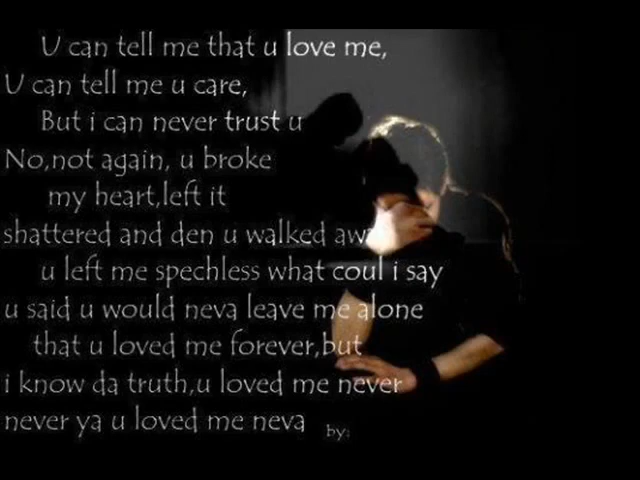 U can tell me that u love me,
U can tell me u care,
But i can never trust u
No,not again, u broke
my heart,left it
shattered and den u walked awa
u left me spechless what coul i say
u said u would neva leave me alone
that u loved me forever,but
i know da truth,u loved me never
never ya u loved me neva
by: